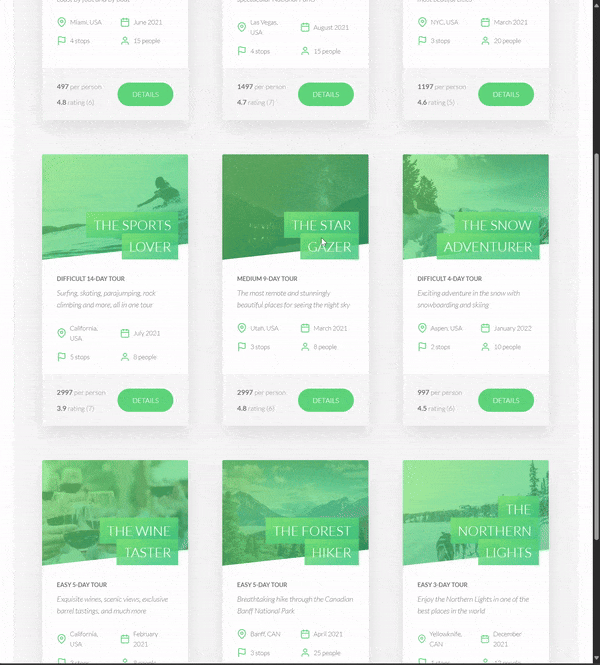 Miami, USA
June 2021
4 stops
15 people
497 per person
4.8 rating (6)
DETAILS
Las Vegas,
USA
August 2021
4 stops
15 people
1497 per person
4.7 rating (7)
DETAILS
NYC, USA
March 2021
3 stops
20 people
1197 per person
4.6 rating (5)
DETAILS
THE SPORTS
LOVER
DIFFICULT 14-DAY TOUR
Surfing, skating, parajumping, rock
climbing and more, all in one tour
California,
USA
July 2021
5 stops
8 people
2997 per person
3.9 rating (7)
DETAILS
THE STAR
GAZER
MEDIUM 9-DAY TOUR
The most remote and stunningly
beautiful places for seeing the night sky
Utah, USA
March 2021
3 stops
8 people
2997 per person
4.8 rating (6)
DETAILS
THE SNOW
ADVENTURER
DIFFICULT 4-DAY TOUR
Exciting adventure in the snow with
snowboarding and skiing
Aspen, USA
January 2022
2 stops
10 people
997 per person
4.5 rating (6)
DETAILS
THE WINE
TASTER
EASY 5-DAY TOUR
Exquisite wines, scenic views, exclusive
barrel tastings, and much more
California,
USA
February
2021
THE FOREST
HIKER
EASY 5-DAY TOUR
Breathtaking hike through the Canadian
Banff National Park
Banff, CAN
April 2021
3 stops
25 people
THE
NORTHERN
LIGHTS
EASY 3-DAY TOUR
Enjoy the Northern Lights in one of the
best places in the world
Yellowknife,
CAN
December
2021